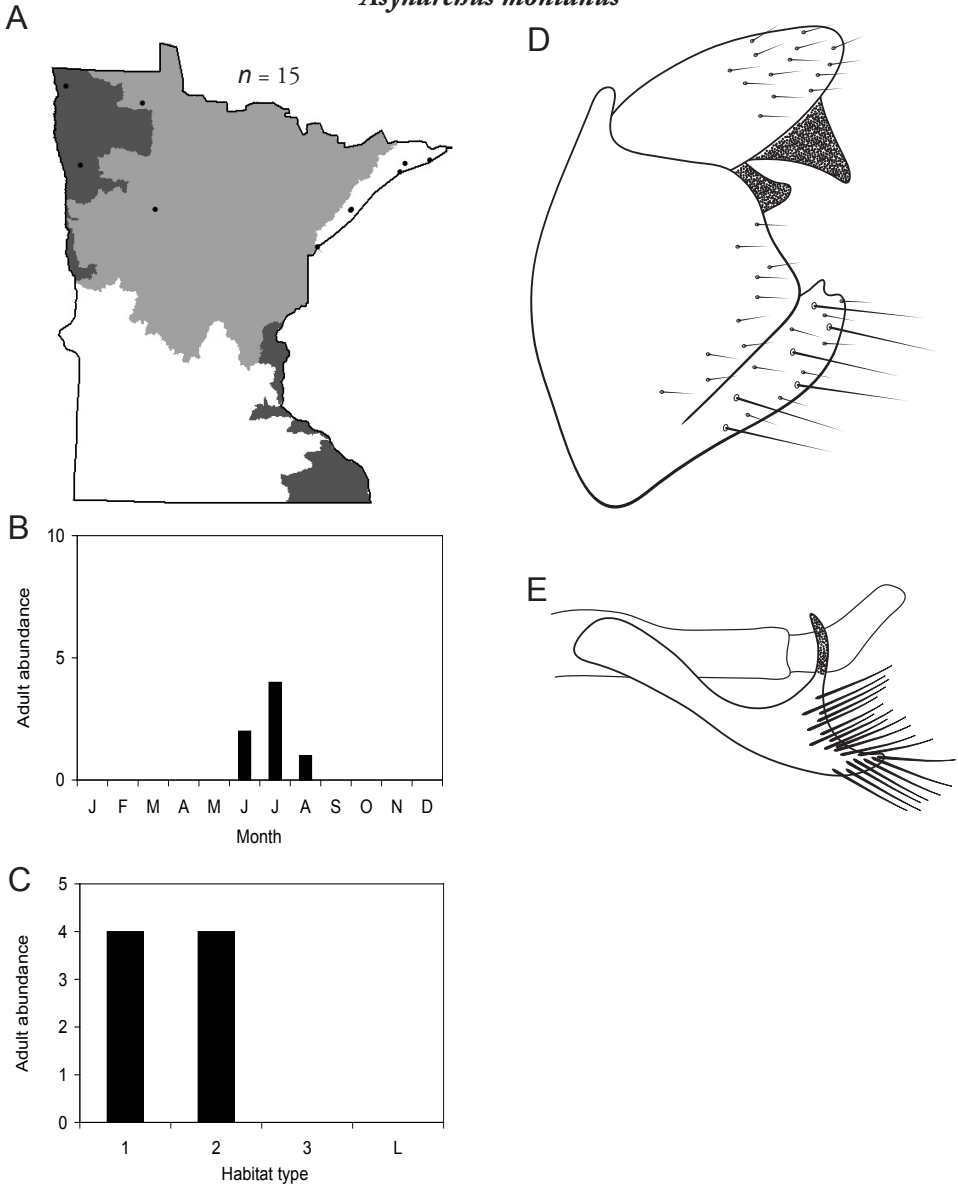 Asynarchus montanus
A
n = 15
B
10
5
0
Adult abundance
J F M A M J J A S O N D
Month
C
5
4
3
2
1
0
Adult abundance
1 2 3 L
Habitat type
D
E